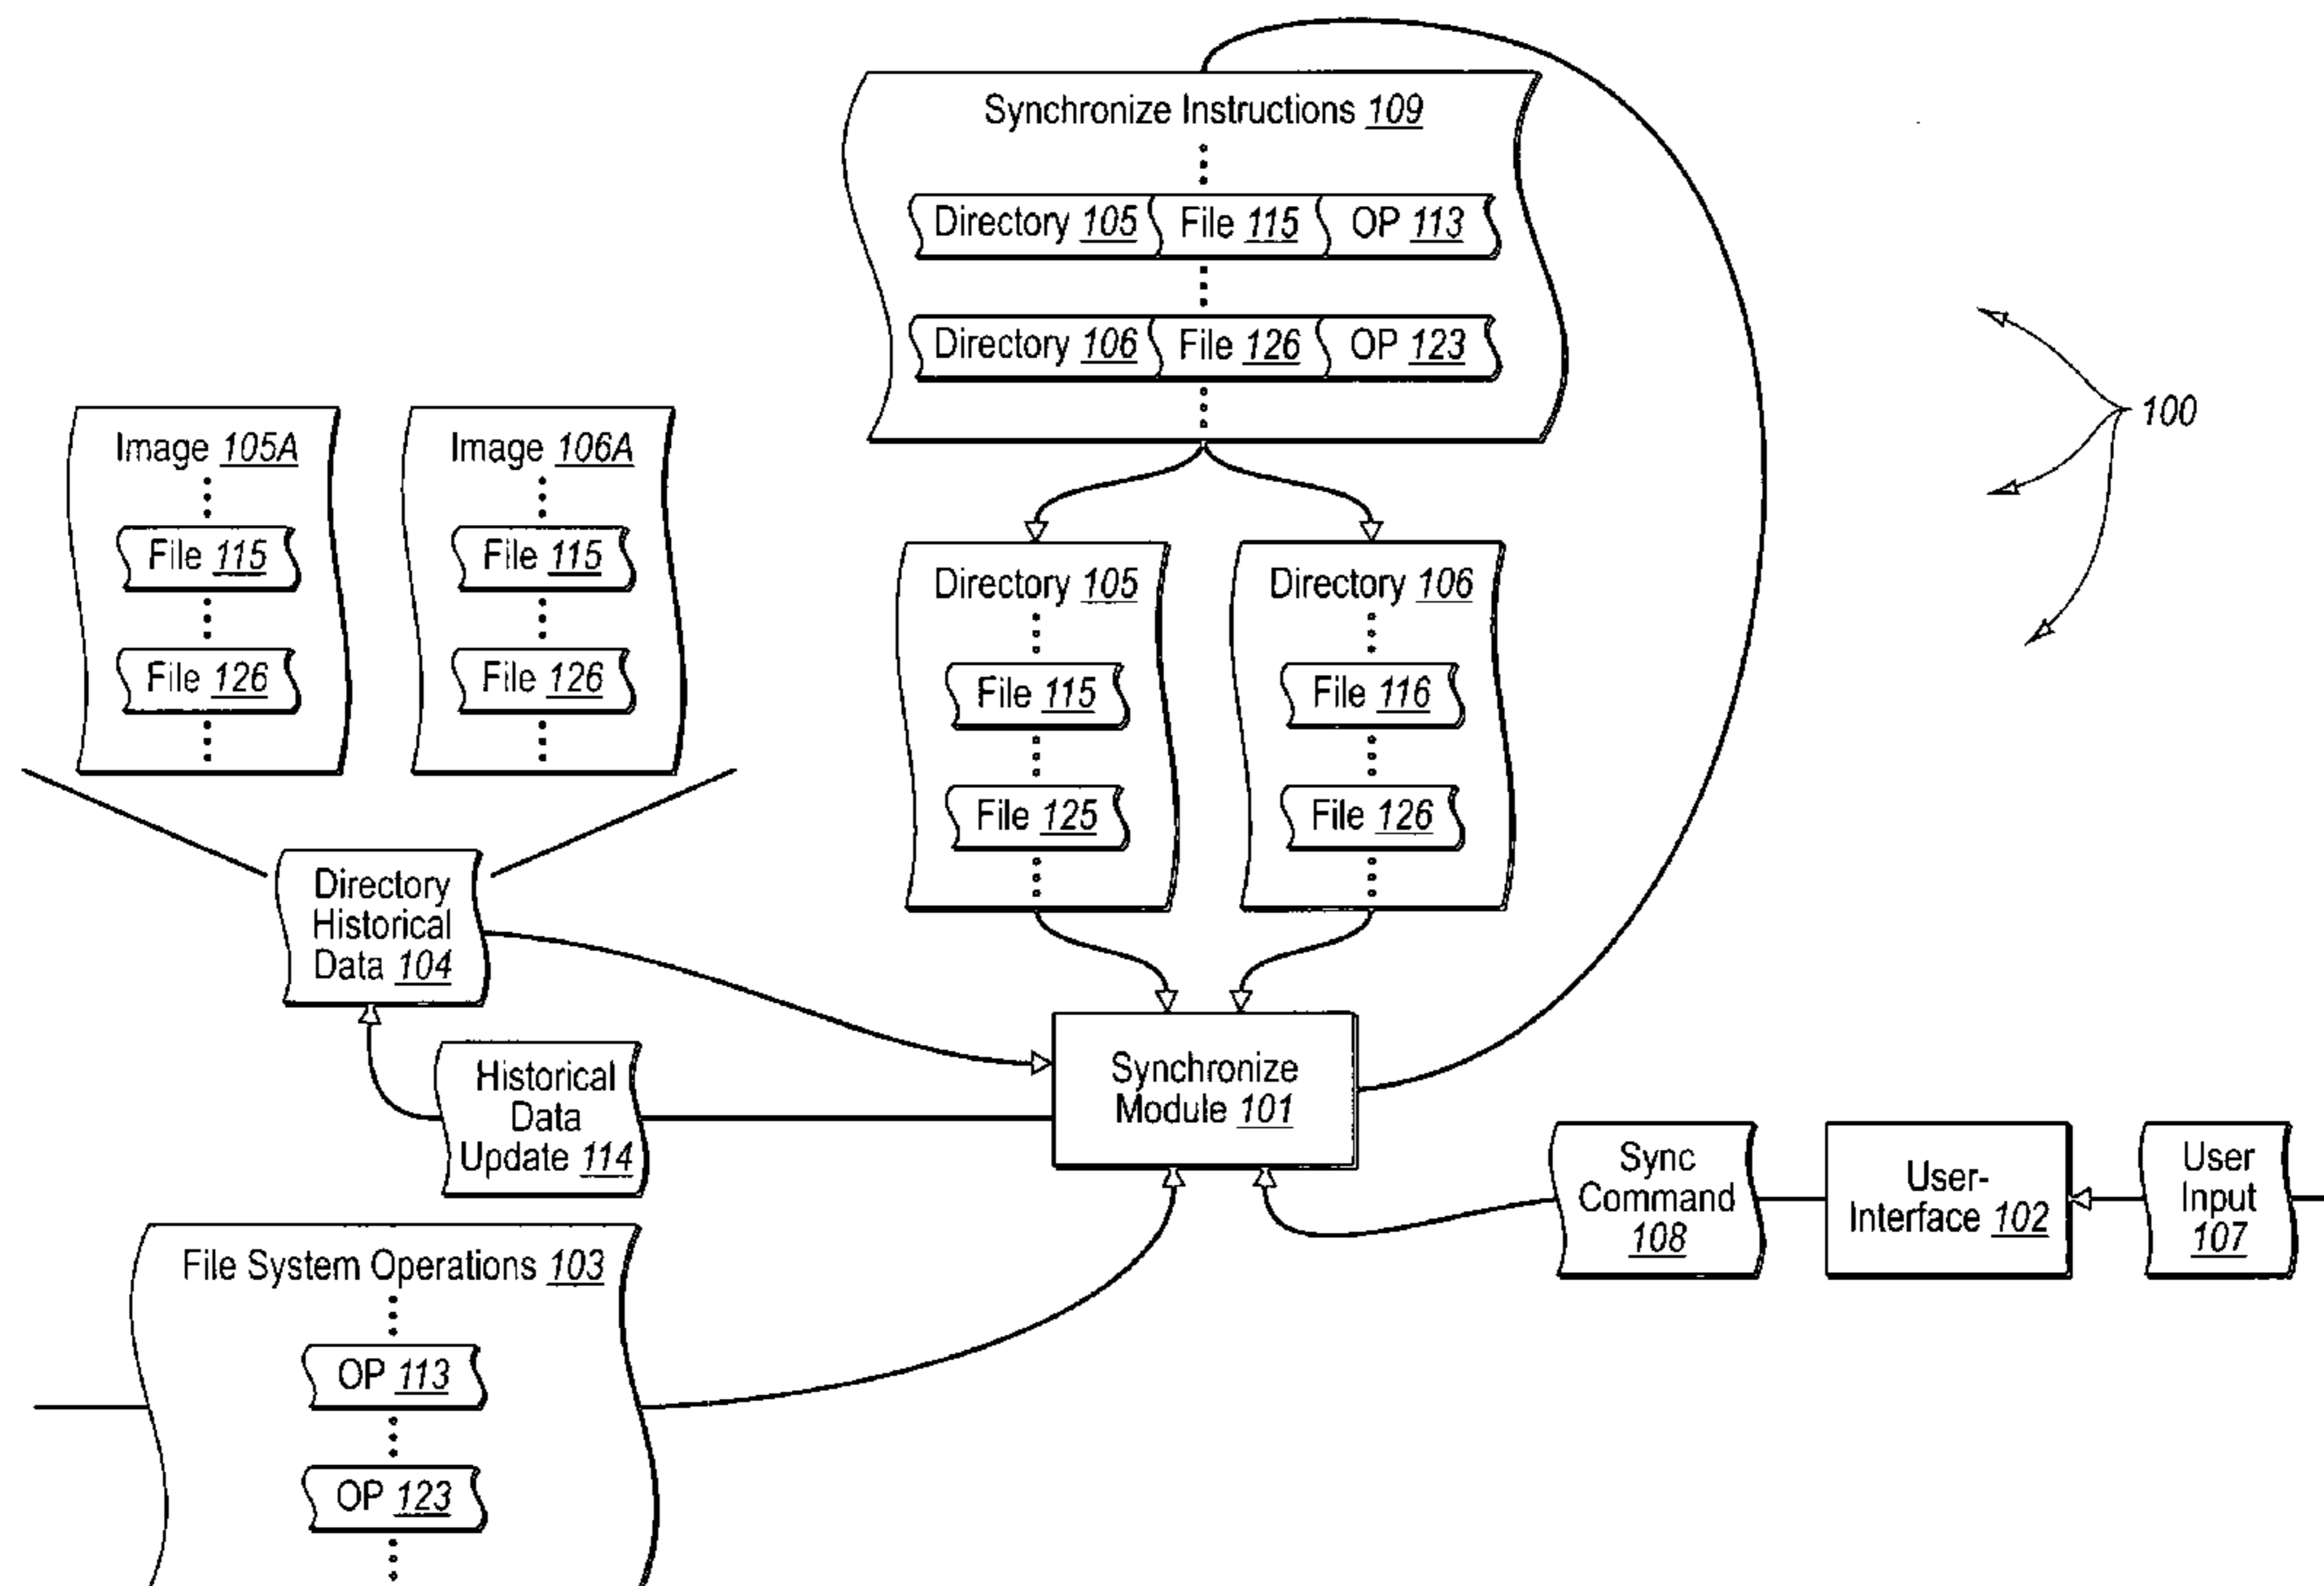 Synchronize Instructions 109
Directory 105 File 115 OP 113
Directory 106 File 126 OP 123
100
Image 105A
File 115
File 126
Image 106A
File 115
File 126
Directory 105
File 115
File 125
Directory 106
File 116
File 126
Directory
Historical
Data 104
Historical
Data
Update 114
Synchronize
Module 101
Sync
Command
108
User-
Interface 102
User
Input
107
File System Operations 103
OP 113
OP 123